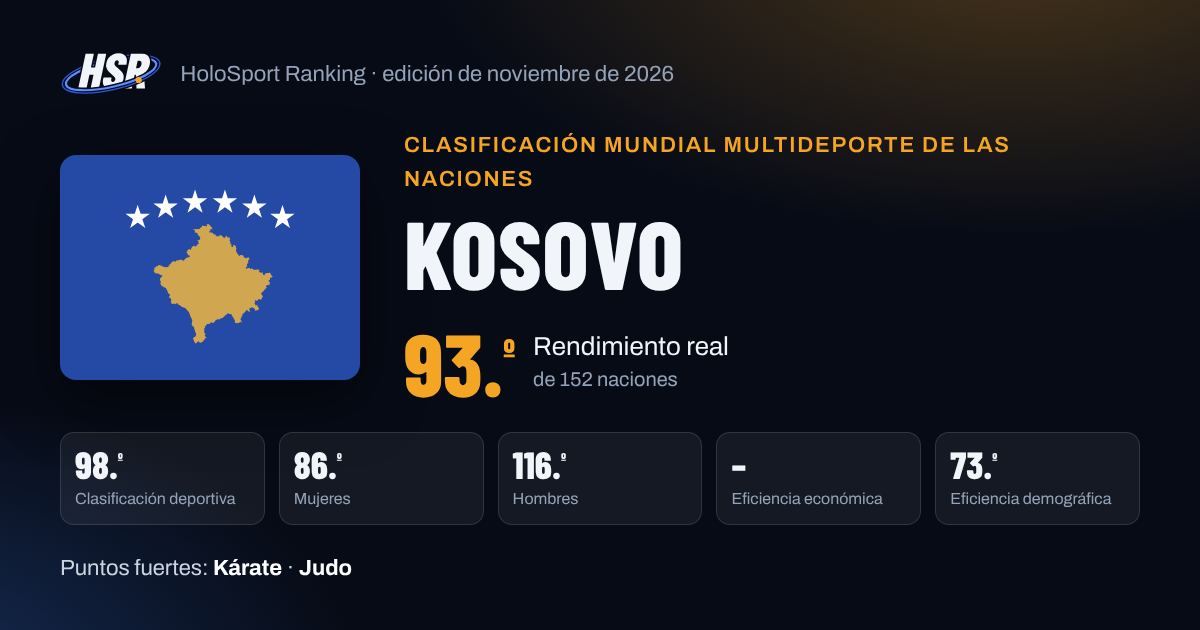 HSR
HoloSport Ranking · edición de noviembre de 2026
CLASIFICACIÓN MUNDIAL MULTIDEPORTE DE LAS
NACIONES
KOSOVO
93.º
Rendimiento real
de 152 naciones
98.º
Clasificación deportiva
86.º
Mujeres
116.º
Hombres
–
Eficiencia económica
73.º
Eficiencia demográfica
Puntos fuertes: Kárate · Judo